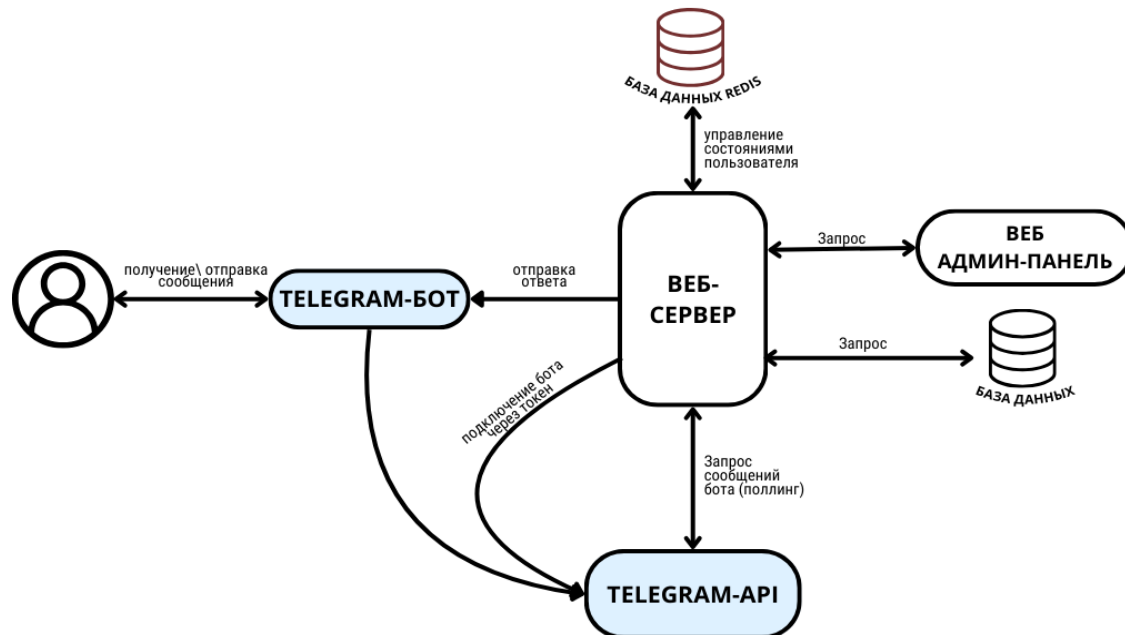 БАЗА ДАННЫХ REDIS
управление
состояниями
пользователя
Запрос
ВЕБ
АДМИН-ПАНЕЛЬ
получение\ отправка
сообщения
TELEGRAM-БОТ
отправка
ответа
ВЕБ-
СЕРВЕР
Запрос
БАЗА ДАННЫХ
подключение бота
через токен
Запрос
сообщений
бота (поллинг)
TELEGRAM-API